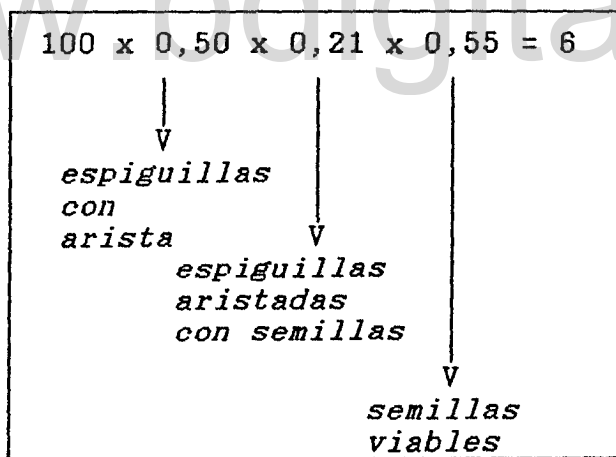 100 x 0,50 x 0,21 x 0,55 = 6
V
espiguillas
con
arista
V
espiguillas
aristadas
con semillas
V
semillas
viables